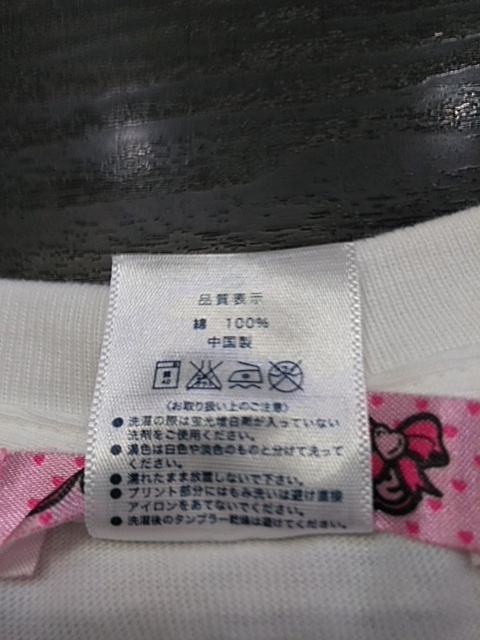 品質表示
綿 100%
中国製
弱
40
〈お取り扱い上のご注意〉
● 洗濯の際は蛍光増白剤が入っていない
洗剤をご使用ください。
● 濃色は白色や淡色のものと分けて洗って
ください。
● 濡れたまま放置しないで下さい。
● プリント部分にはもみ洗いは避け直接
アイロンをあてないでください。
● 洗濯後のタンブラー乾燥は避けてください。